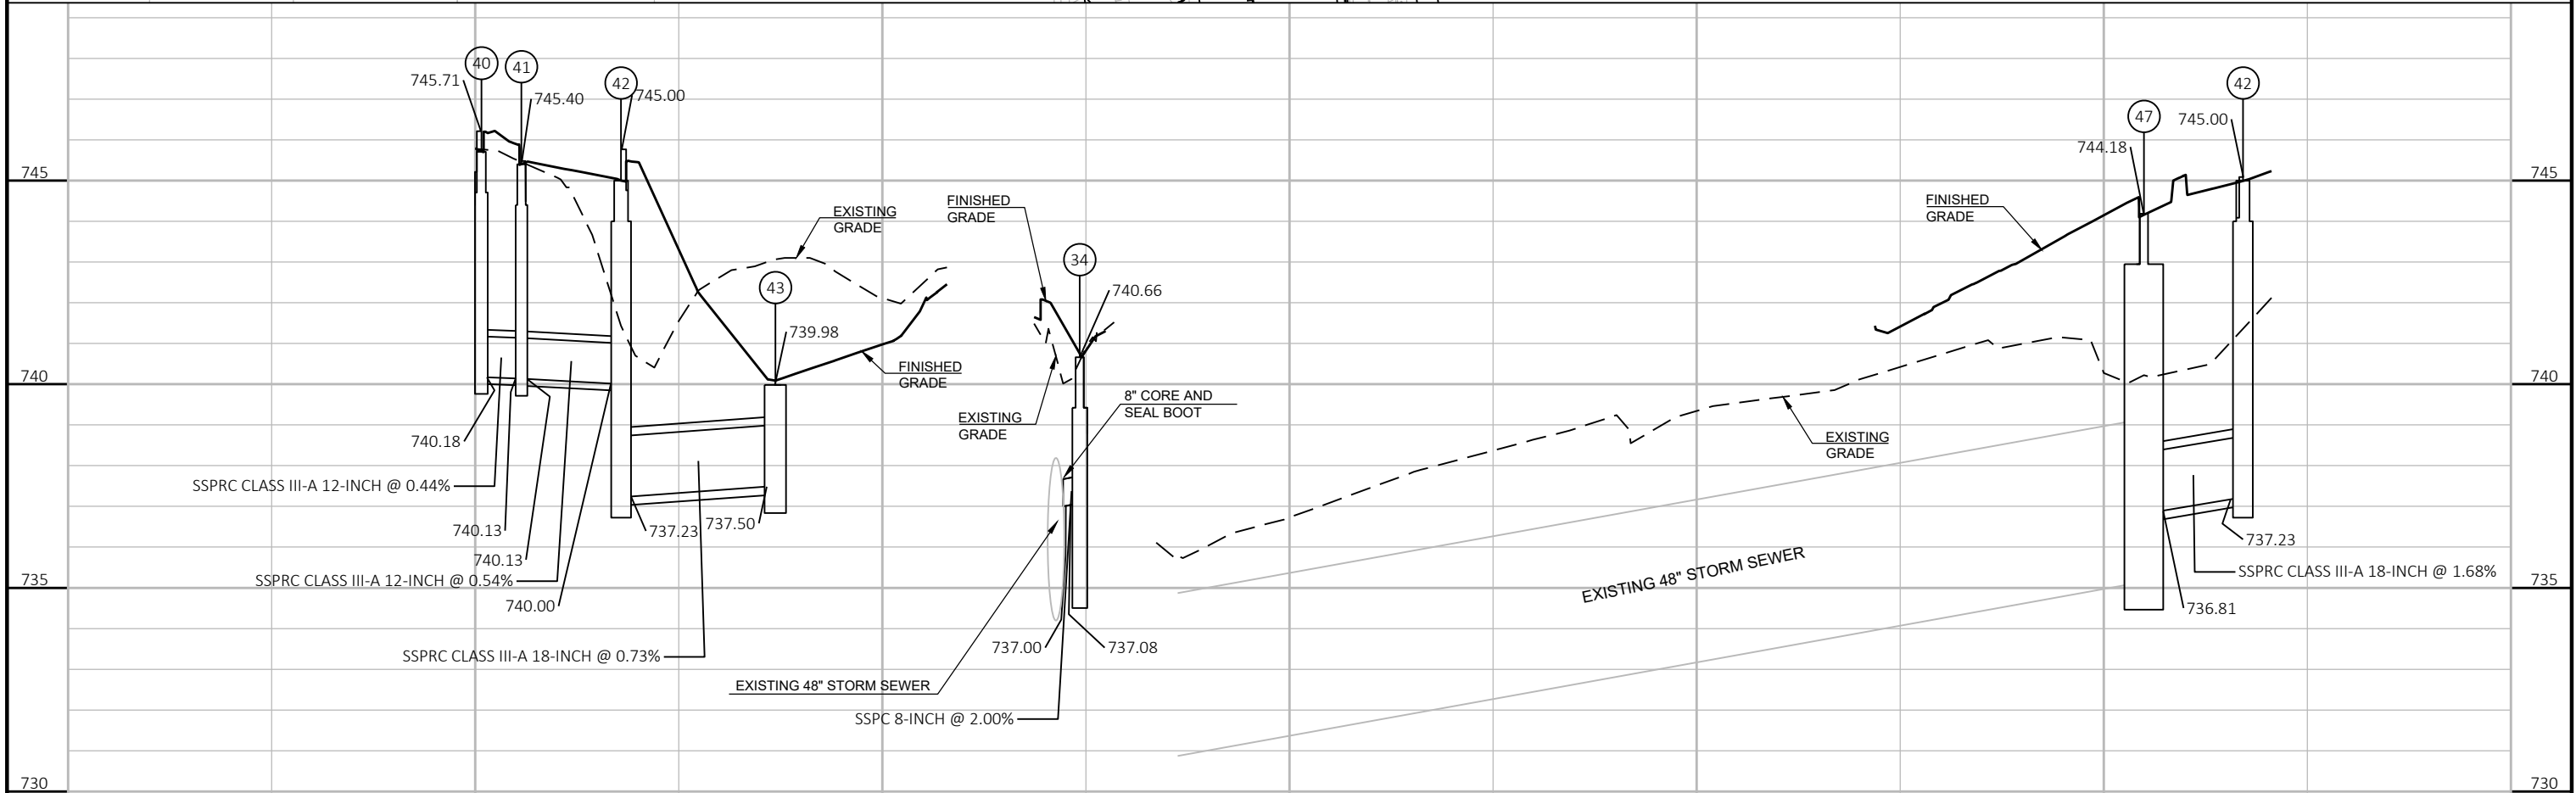 40
41
42
745.71
745.40
745.00
47
42
745.00
744.18
745
745
EXISTING
GRADE
FINISHED
GRADE
FINISHED
GRADE
34
740.66
43
739.98
740
740
FINISHED
GRADE
8" CORE AND
SEAL BOOT
EXISTING
GRADE
EXISTING
GRADE
740.18
SSPRC CLASS III-A 12-INCH @ 0.44%
740.13
740.13
737.23
737.50
737.23
SSPRC CLASS III-A 12-INCH @ 0.54%
740.00
EXISTING 48" STORM SEWER
SSPRC CLASS III-A 18-INCH @ 1.68%
736.81
735
735
737.00
737.08
SSPRC CLASS III-A 18-INCH @ 0.73%
EXISTING 48" STORM SEWER
SSPC 8-INCH @ 2.00%
730
730